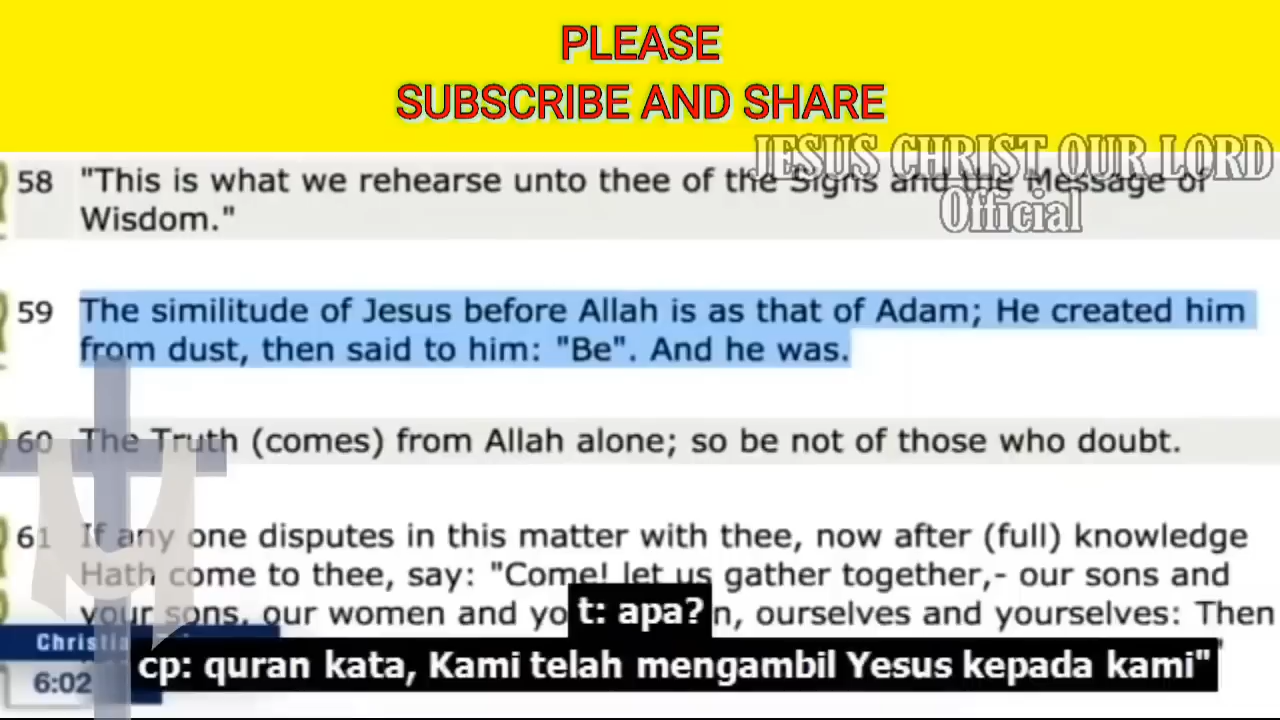 PLEASE
SUBSCRIBE AND SHARE
JESUS CHRIST OUR LORD
Official
58 "This is what we rehearse unto thee of the Signs and the Message of
Wisdom."
59 The similitude of Jesus before Allah is as that of Adam; He created him
from dust, then said to him: "Be". And he was.
60 The Truth (comes) from Allah alone; so be not of those who doubt.
61 If any one disputes in this matter with thee, now after (full) knowledge
Hath come to thee, say: "Come! let us gather together,- our sons and
your sons, our women and yo n, ourselves and yourselves: Then
t: apa?
cp: quran kata, Kami telah mengambil Yesus kepada kami"
6:02